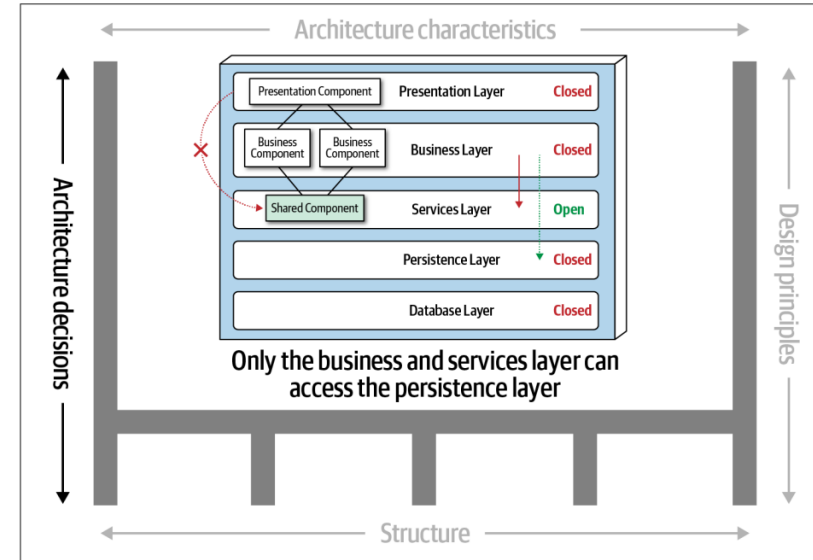 Architecture characteristics
Architecture decisions
Presentation Component
Presentation Layer
Closed
Business
Component
Business
Component
Business Layer
Closed
Shared Component
Services Layer
Open
Persistence Layer
Closed
Database Layer
Closed
Only the business and services layer can
access the persistence layer
Design principles
Structure